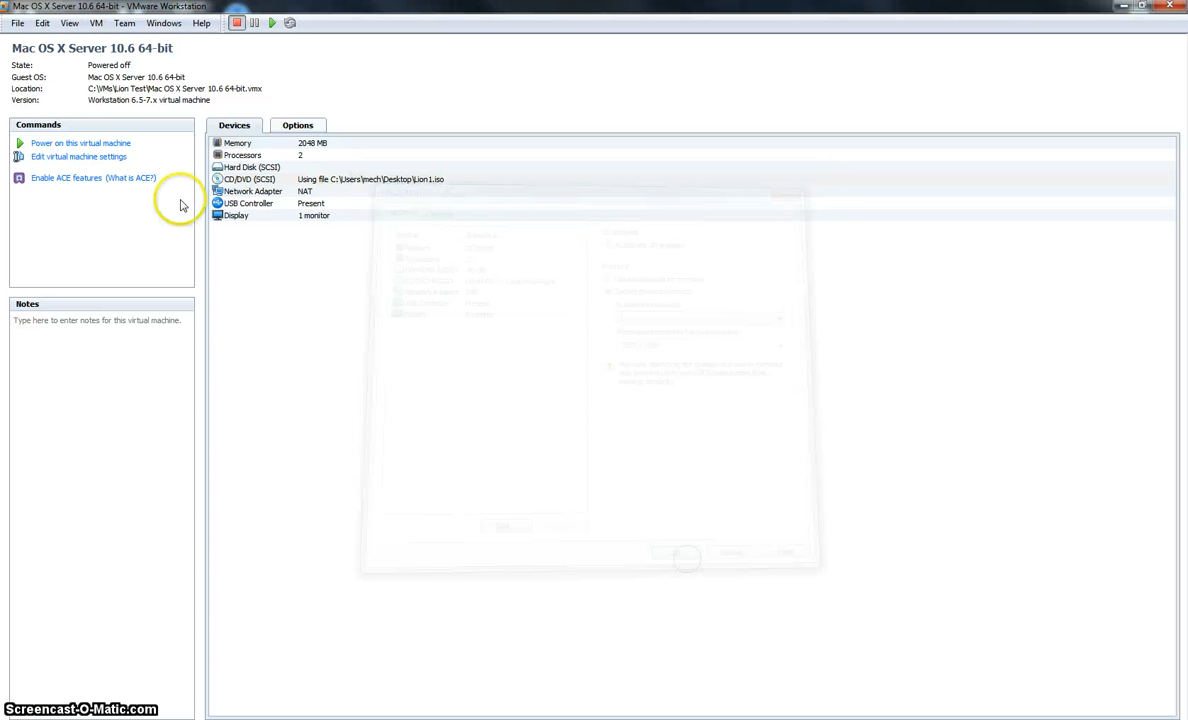 Mac OS X Server 10.6 64-bit - VMware Workstation
File Edit View VM Team Windows Help
Mac OS X Server 10.6 64-bit
State: Powered off
Guest OS: Mac OS X Server 10.6 64-bit
Location: C:\VMs\Lion Test\Mac OS X Server 10.6 64-bit.vmx
Version: Workstation 6.5-7.x virtual machine
Commands
Power on this virtual machine
Edit virtual machine settings
Enable ACE features (What is ACE?)
Devices Options
Memory 2048 MB
Processors 2
Hard Disk (SCSI)
CD/DVD (SCSI) Using file C:\Users\mech\Desktop\Lion1.iso
Network Adapter NAT
USB Controller Present
Display 1 monitor
Notes
Type here to enter notes for this virtual machine.
Screencast-O-Matic.com